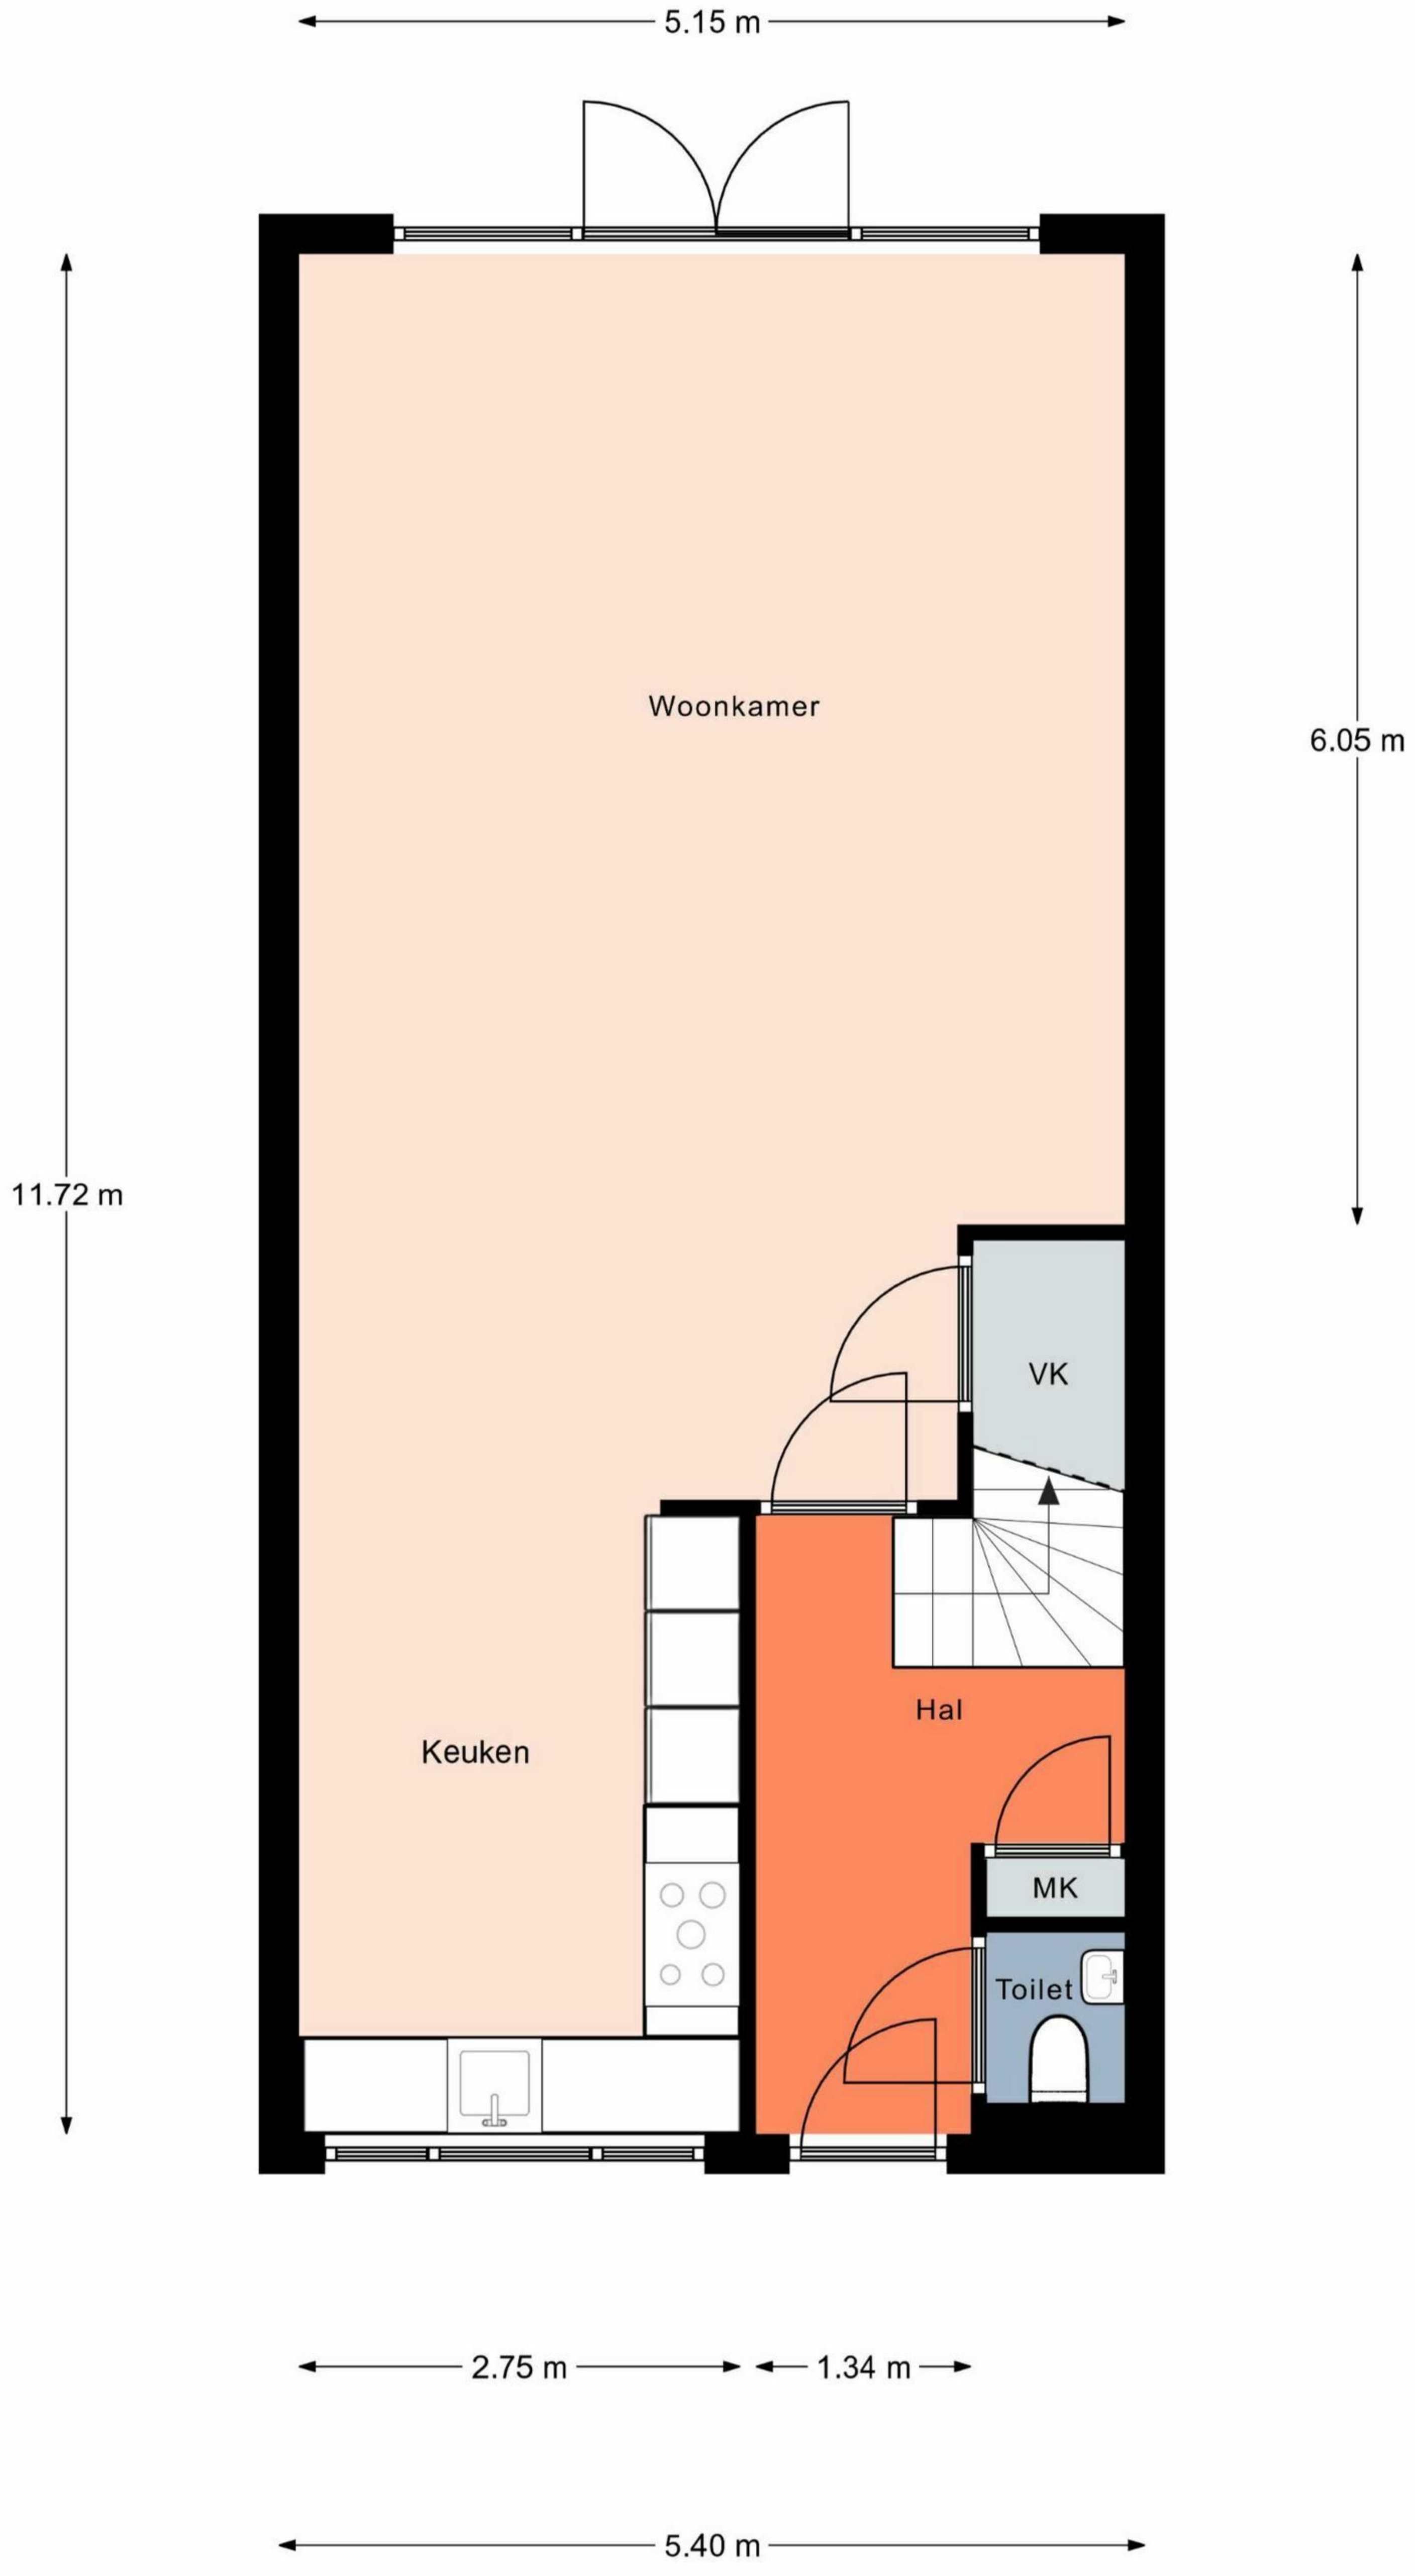 5.15 m
Woonkamer
6.05 m
11.72 m
VK
Hal
Keuken
MK
Toilet
2.75 m
1.34 m
5.40 m